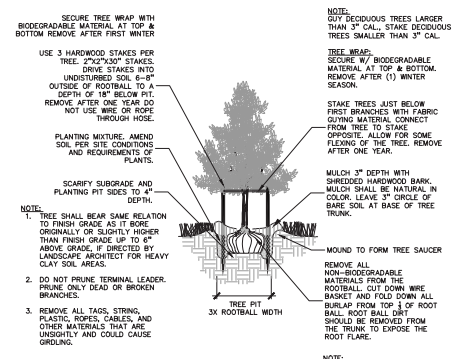 SECURE TREE WRAP WITH
BIODEGRADABLE MATERIAL AT TOP &
BOTTOM REMOVE AFTER FIRST WINTER
USE 3 HARDWOOD STAKES PER
TREE. 2"X2"X30" STAKES.
DRIVE STAKES INTO
UNDISTURBED SOIL 6-8"
OUTSIDE OF ROOTBALL TO A
DEPTH OF 18" BELOW PIT.
REMOVE AFTER ONE YEAR DO
NOT USE WIRE OR ROPE
THROUGH HOSE.
PLANTING MIXTURE. AMEND
SOIL PER SITE CONDITIONS
AND REQUIREMENTS OF
PLANTS.
SCARIFY SUBGRADE AND
PLANTING PIT SIDES TO 4"
DEPTH.
NOTE:
1. TREE SHALL BEAR SAME RELATION
TO FINISH GRADE AS IT BORE
ORIGINALLY OR SLIGHTLY HIGHER
THAN FINISH GRADE UP TO 6"
ABOVE GRADE, IF DIRECTED BY
LANDSCAPE ARCHITECT FOR HEAVY
CLAY SOIL AREAS.
2. DO NOT PRUNE TERMINAL LEADER.
PRUNE ONLY DEAD OR BROKEN
BRANCHES.
3. REMOVE ALL TAGS, STRING,
PLASTIC, ROPES, CABLES, AND
OTHER MATERIALS THAT ARE
UNSIGHTLY AND COULD CAUSE
GIRDLING.
TREE PIT
3X ROOTBALL WIDTH
NOTE:
GUY DECIDUOUS TREES LARGER
THAN 3" CAL., STAKE DECIDUOUS
TREES SMALLER THAN 3" CAL.
TREE WRAP:
SECURE W/ BIODEGRADABLE
MATERIAL AT TOP & BOTTOM.
REMOVE AFTER (1) WINTER
SEASON.
STAKE TREES JUST BELOW
FIRST BRANCHES WITH FABRIC
GUYING MATERIAL CONNECT
FROM TREE TO STAKE
OPPOSITE. ALLOW FOR SOME
FLEXING OF THE TREE. REMOVE
AFTER ONE YEAR.
MULCH 3" DEPTH WITH
SHREDDED HARDWOOD BARK.
MULCH SHALL BE NATURAL IN
COLOR. LEAVE 3" CIRCLE OF
BARE SOIL AT BASE OF TREE
TRUNK.
MOUND TO FORM TREE SAUCER
REMOVE ALL
NON-BIODEGRADABLE
MATERIALS FROM THE
ROOTBALL. CUT DOWN WIRE
BASKET AND FOLD DOWN ALL
BURLAP FROM TOP OF ROOT
BALL. ROOT BALL DIRT
SHOULD BE REMOVED FROM
THE TRUNK TO EXPOSE THE
ROOT FLARE.
NOTE: